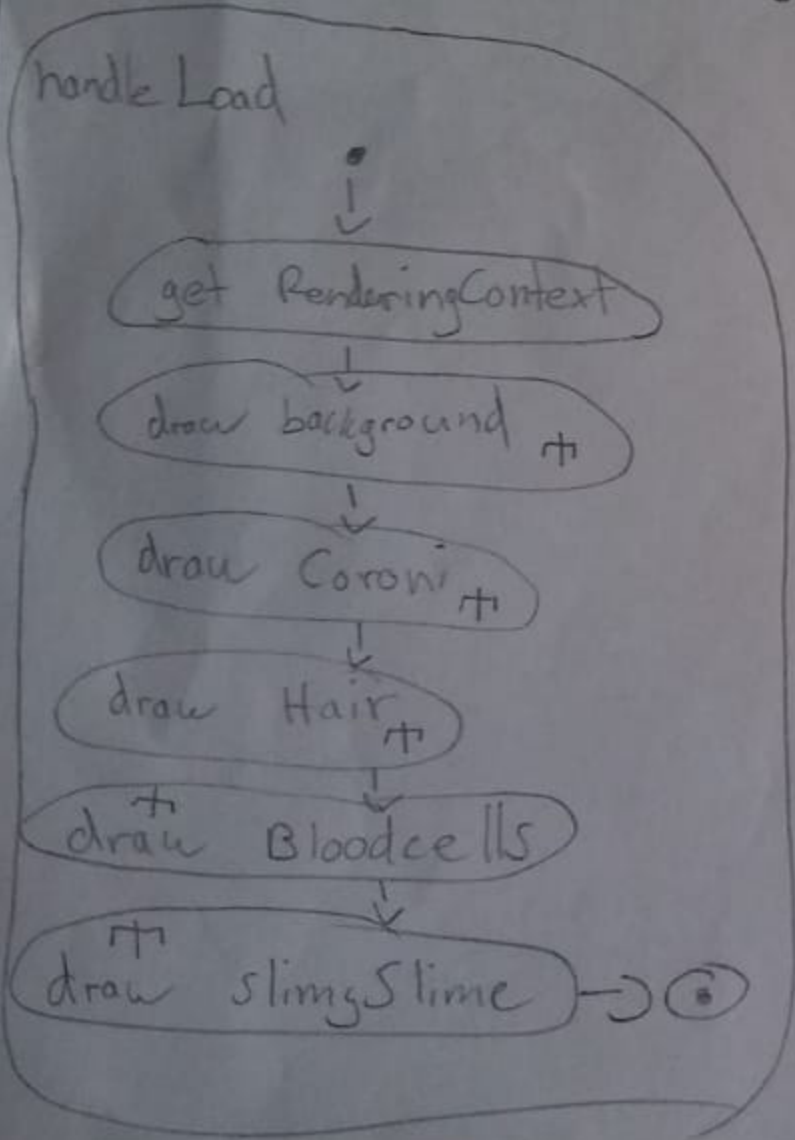 handle Load
get RenderingContext
draw background
draw Coroni
draw Hair
draw Bloodcells
draw slimySlime